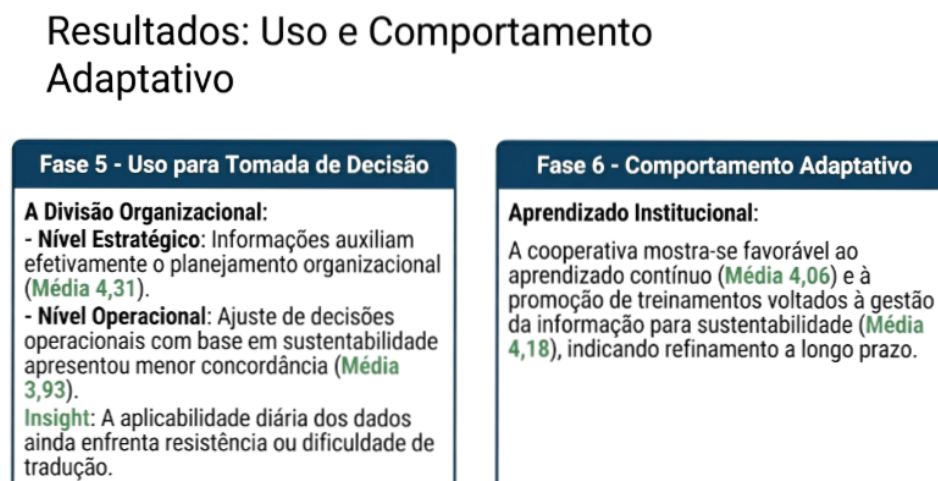 Resultados: Uso e Comportamento
Adaptativo
Fase 5 - Uso para Tomada de Decisão
A Divisão Organizacional:
- Nível Estratégico: Informações auxiliam
efetivamente o planejamento organizacional
(Média 4,31).
- Nível Operacional: Ajuste de decisões
operacionais com base em sustentabilidade
apresentou menor concordância (Média
3,93).
Insight: A aplicabilidade diária dos dados
ainda enfrenta resistência ou dificuldade de
tradução.
Fase 6 - Comportamento Adaptativo
Aprendizado Institucional:
A cooperativa mostra-se favorável ao
aprendizado contínuo (Média 4,06) e à
promoção de treinamentos voltados à gestão
da informação para sustentabilidade (Média
4,18), indicando refinamento a longo prazo.